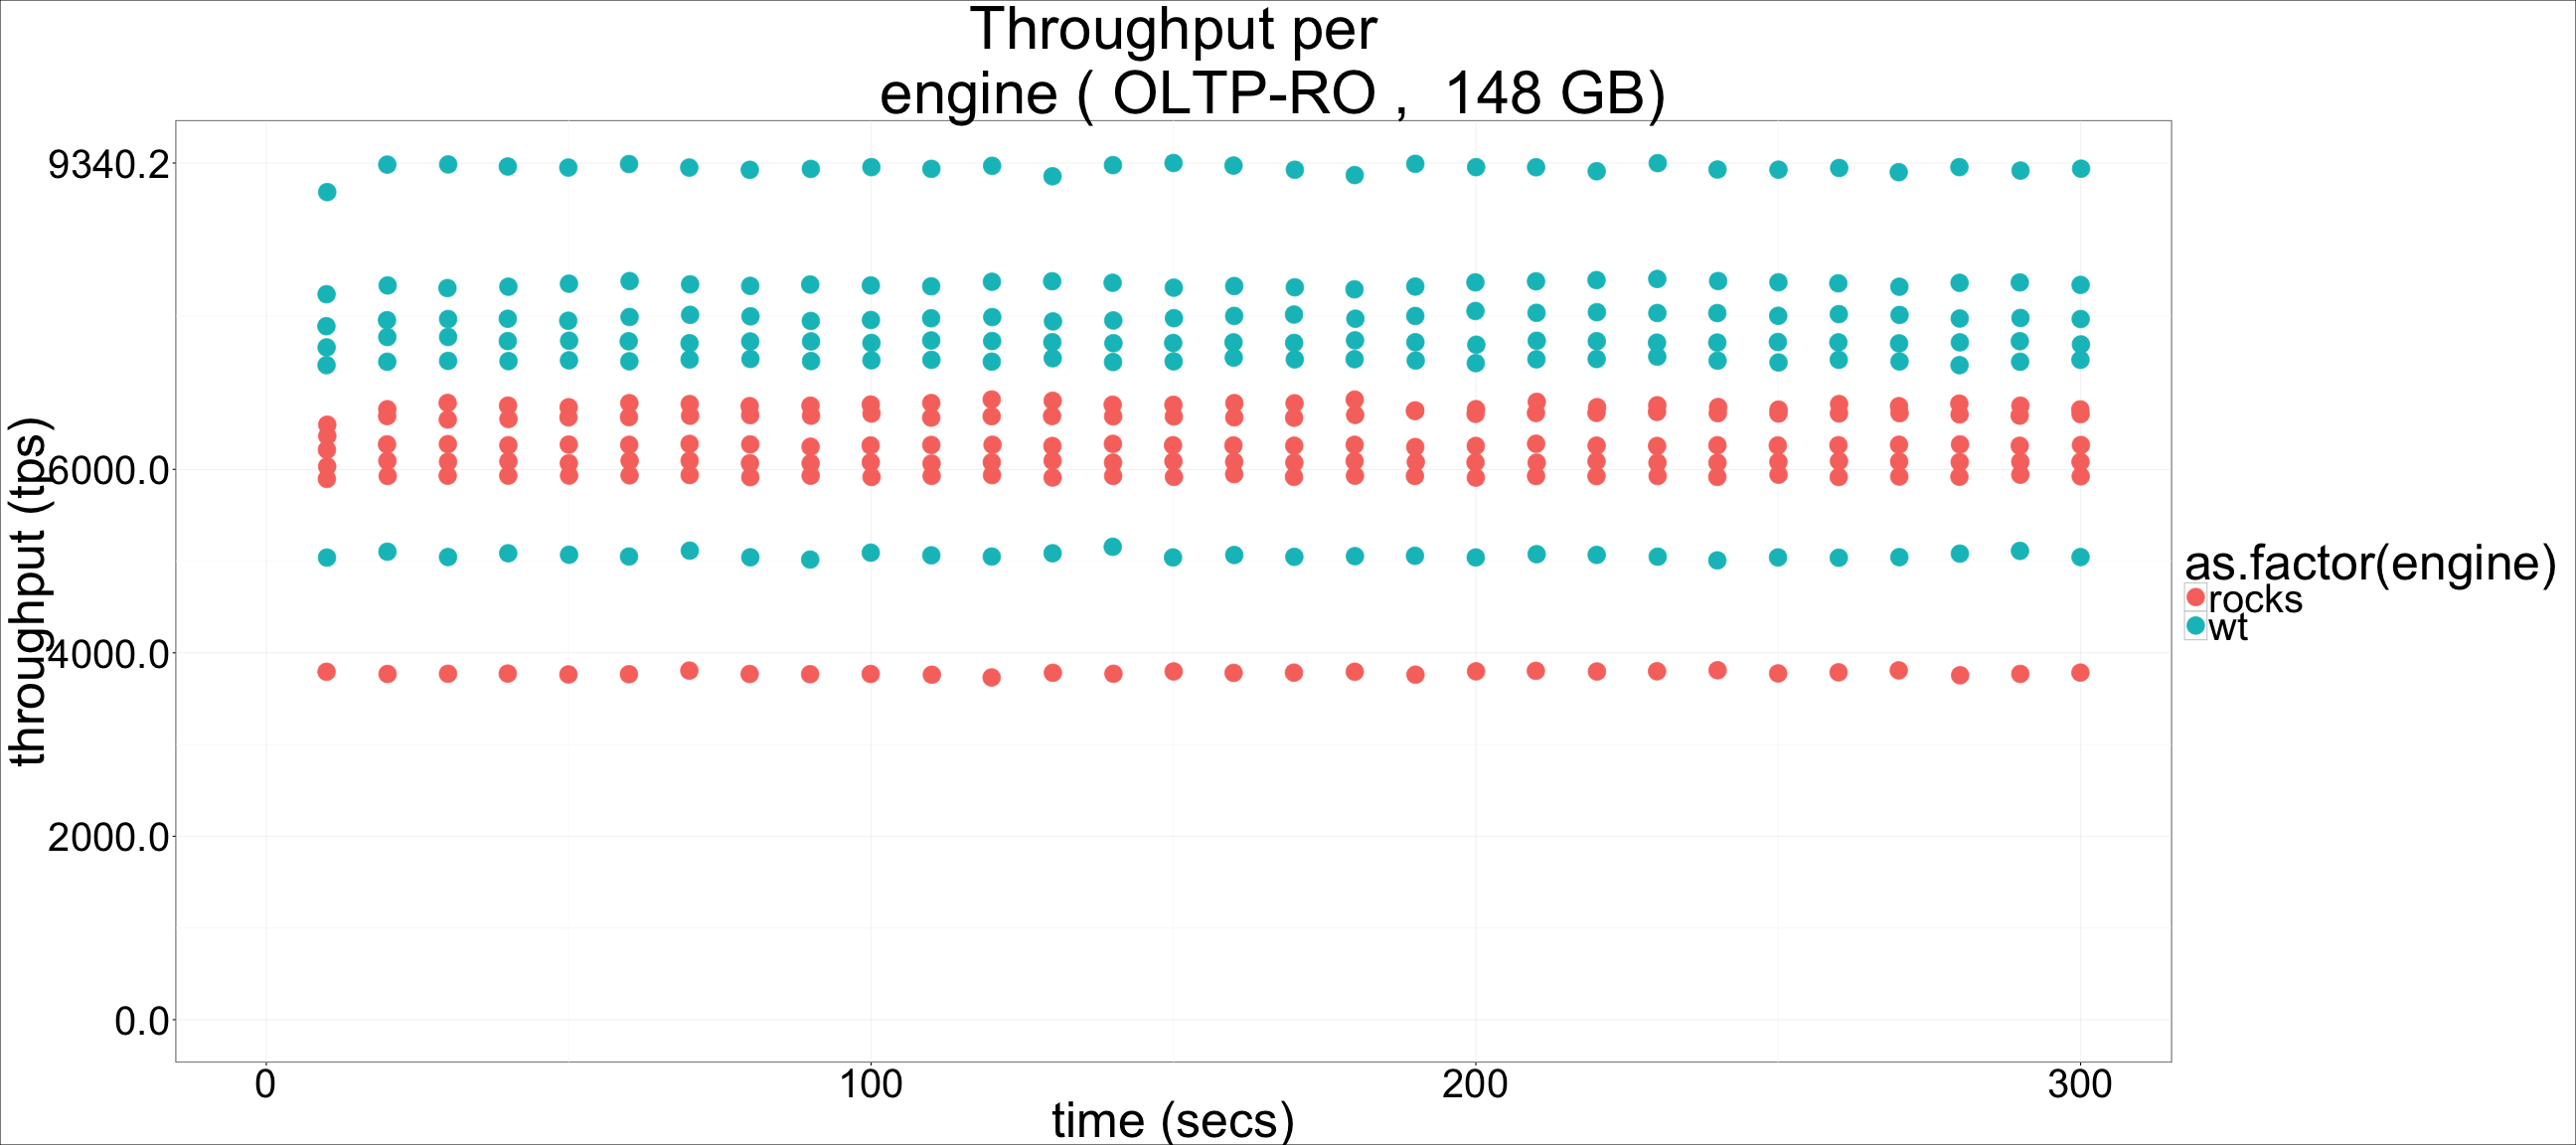 Throughput per
engine ( OLTP-RO ,  148 GB)
throughput (tps)
9340.2
6000.0
4000.0
2000.0
0.0
0 100 200 300
time (secs)
as.factor(engine)
rocks
wt